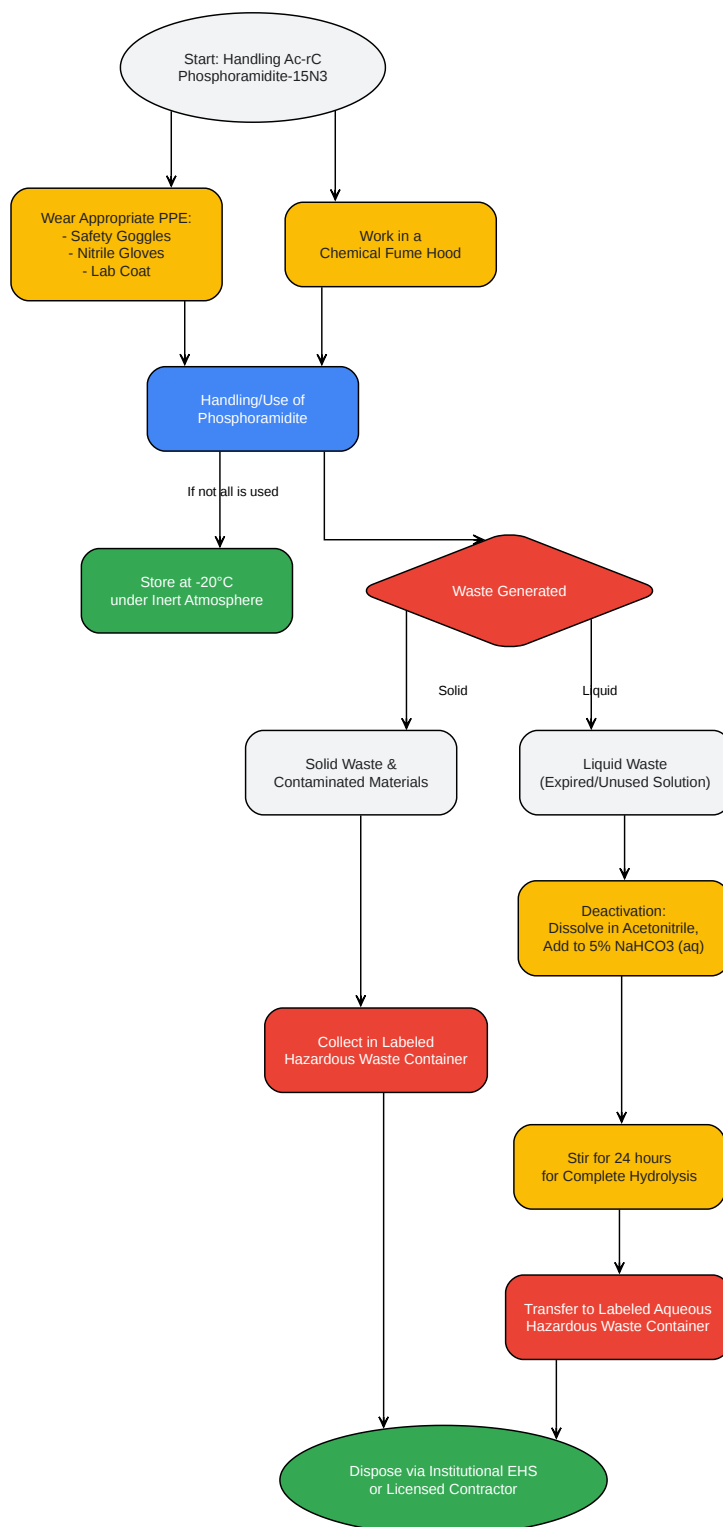 Start: Handling Ac-rC
Phosphoramidite-15N3
Wear Appropriate PPE:
- Safety Goggles
- Nitrile Gloves
- Lab Coat
Work in a
Chemical Fume Hood
Handling/Use of
Phosphoramidite
If not all is used
Store at -20°C
under Inert Atmosphere
Waste Generated
Solid
Liquid
Solid Waste &
Contaminated Materials
Liquid Waste
(Expired/Unused Solution)
Deactivation:
Dissolve in Acetonitrile,
Add to 5% NaHCO3 (aq)
Collect in Labeled
Hazardous Waste Container
Stir for 24 hours
for Complete Hydrolysis
Transfer to Labeled Aqueous
Hazardous Waste Container
Dispose via Institutional EHS
or Licensed Contractor